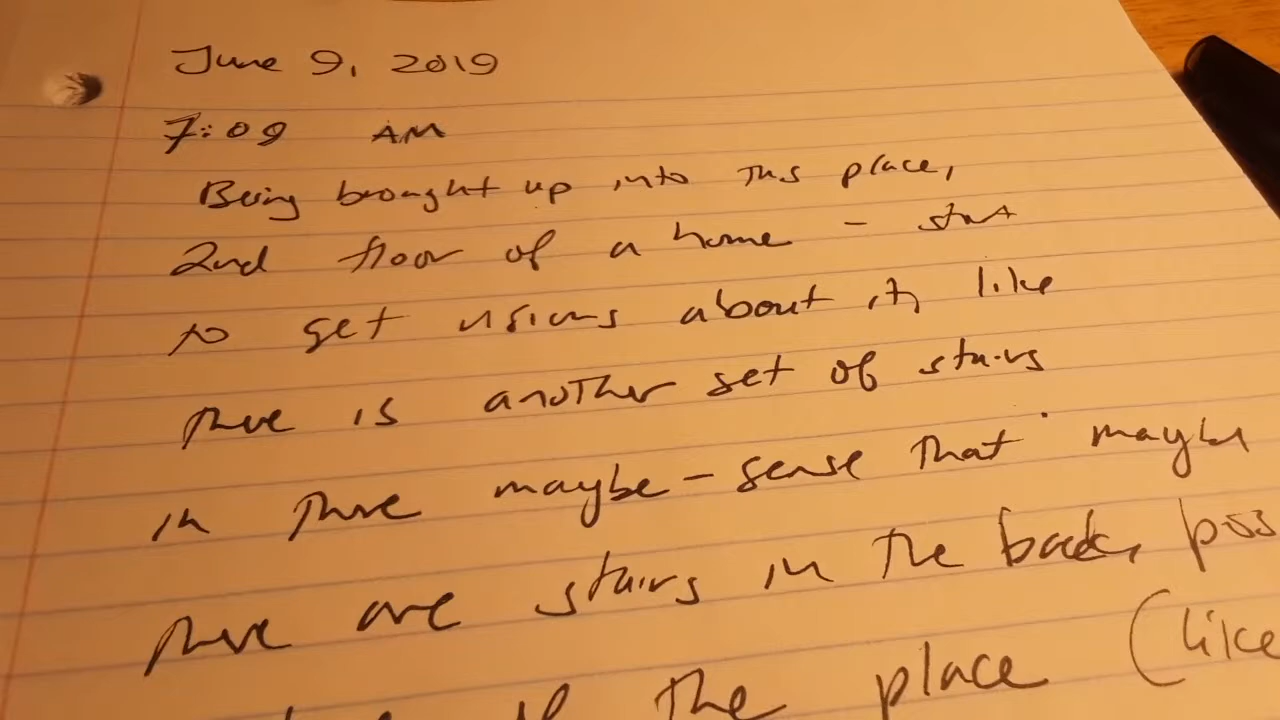 June 9, 2019
7:09 AM
Being brought up into this place,
2nd floor of a home – start
to get visions about it, like
there is another set of stairs
in there maybe – sense that maybe
there are stairs in the back,
the place (like